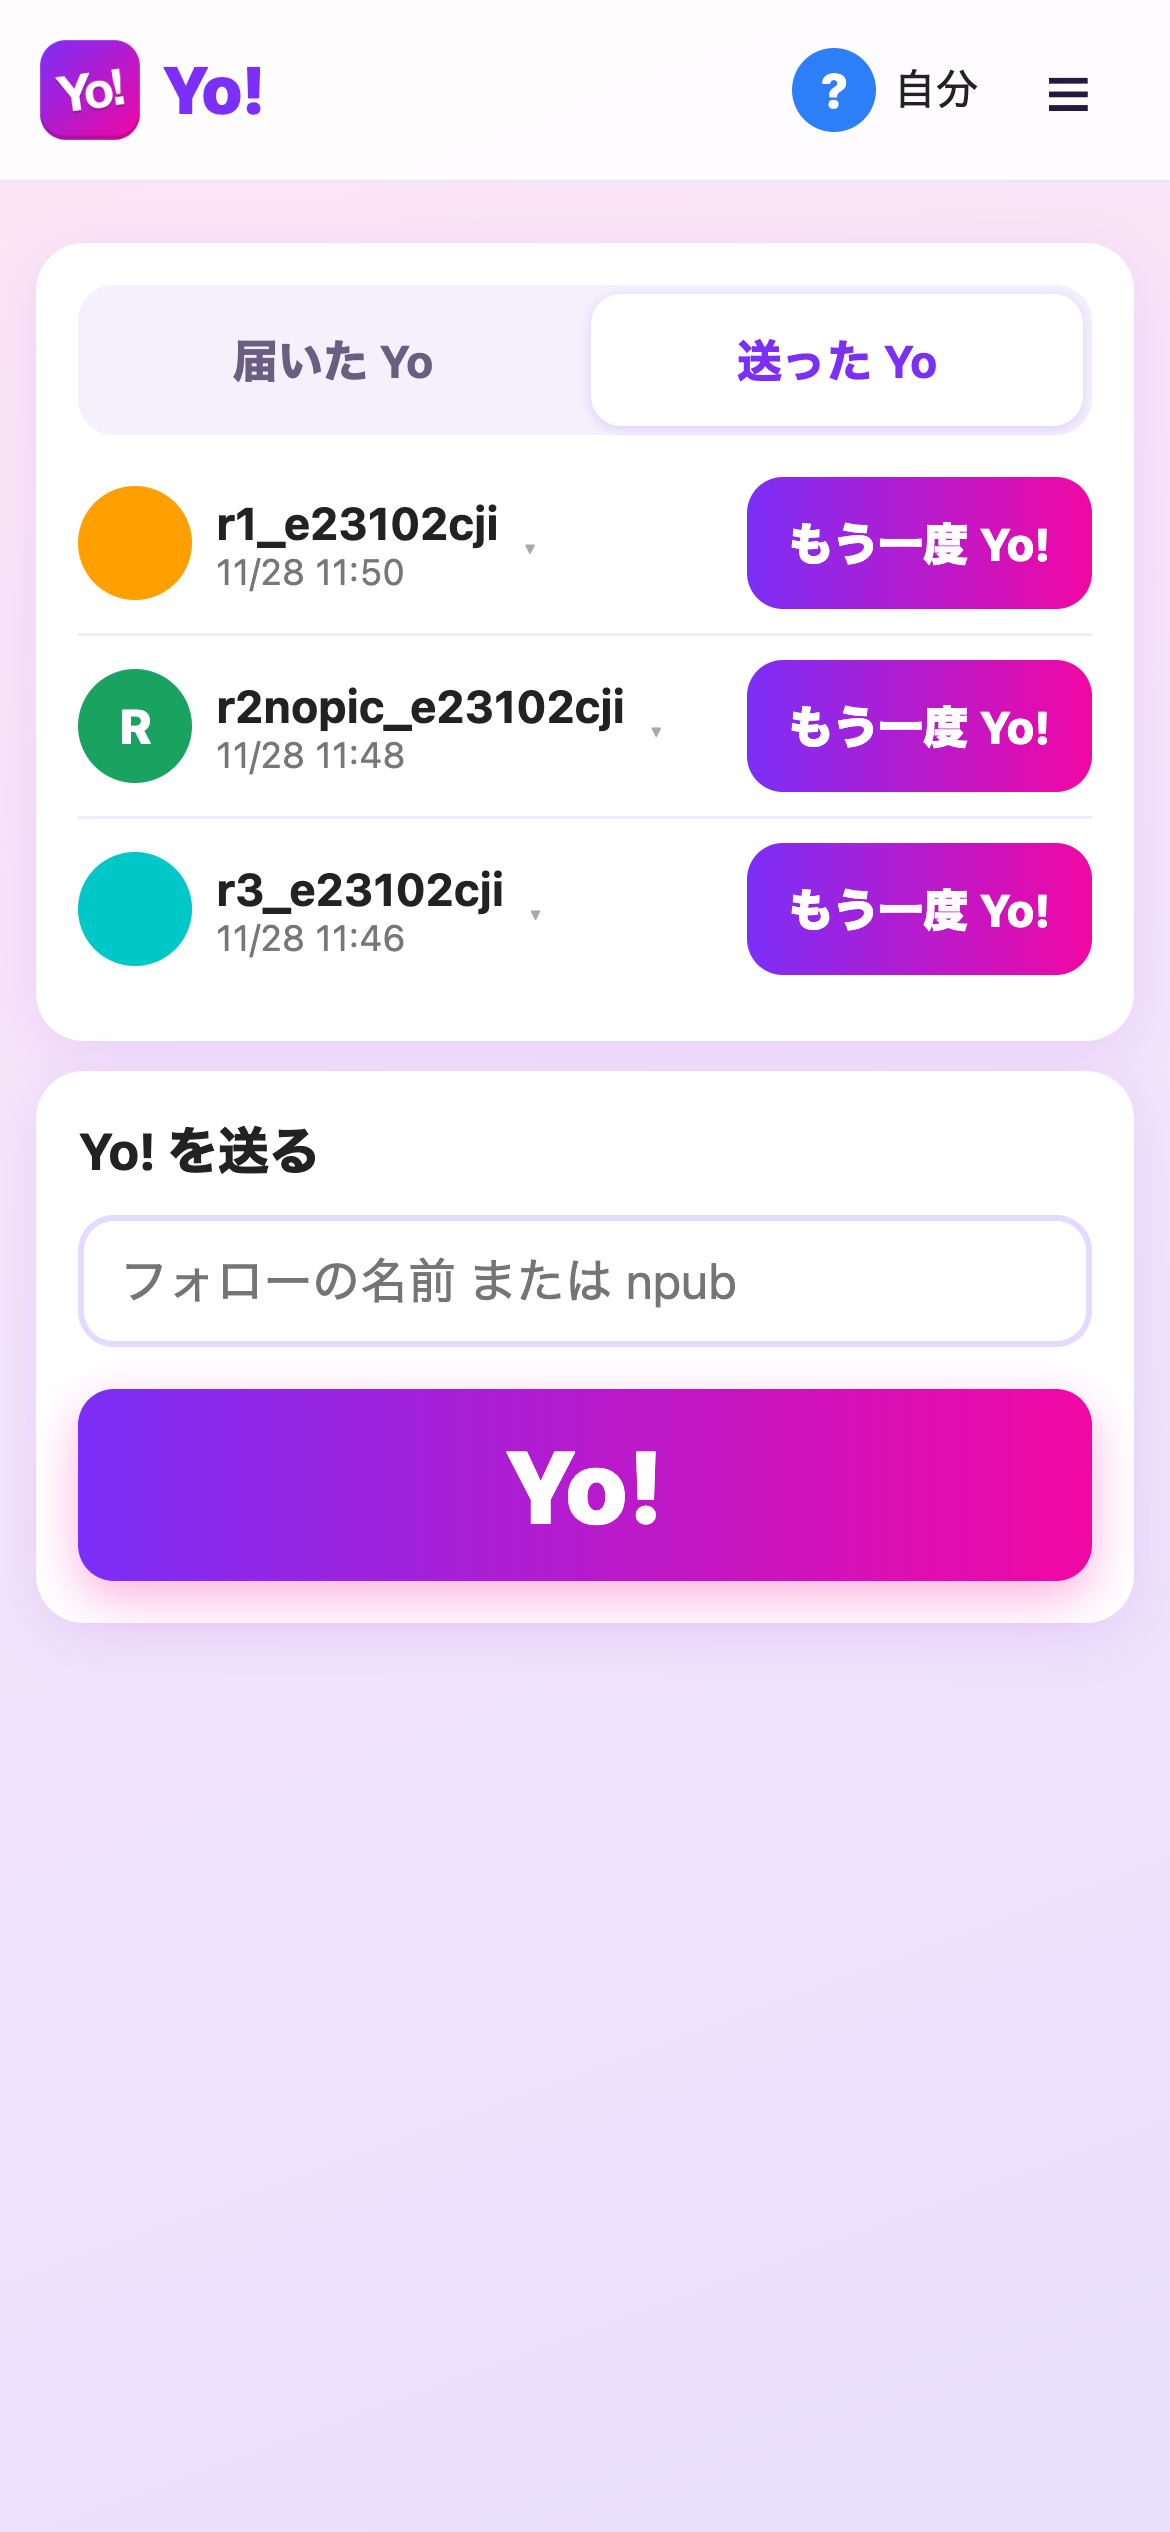 Yo!
Yo!
?
自分
届いた Yo
送った Yo
r1_e23102cji
11/28 11:50
もう一度 Yo!
R
r2nopic_e23102cji
11/28 11:48
もう一度 Yo!
r3_e23102cji
11/28 11:46
もう一度 Yo!
Yo! を送る
フォローの名前 または npub
Yo!